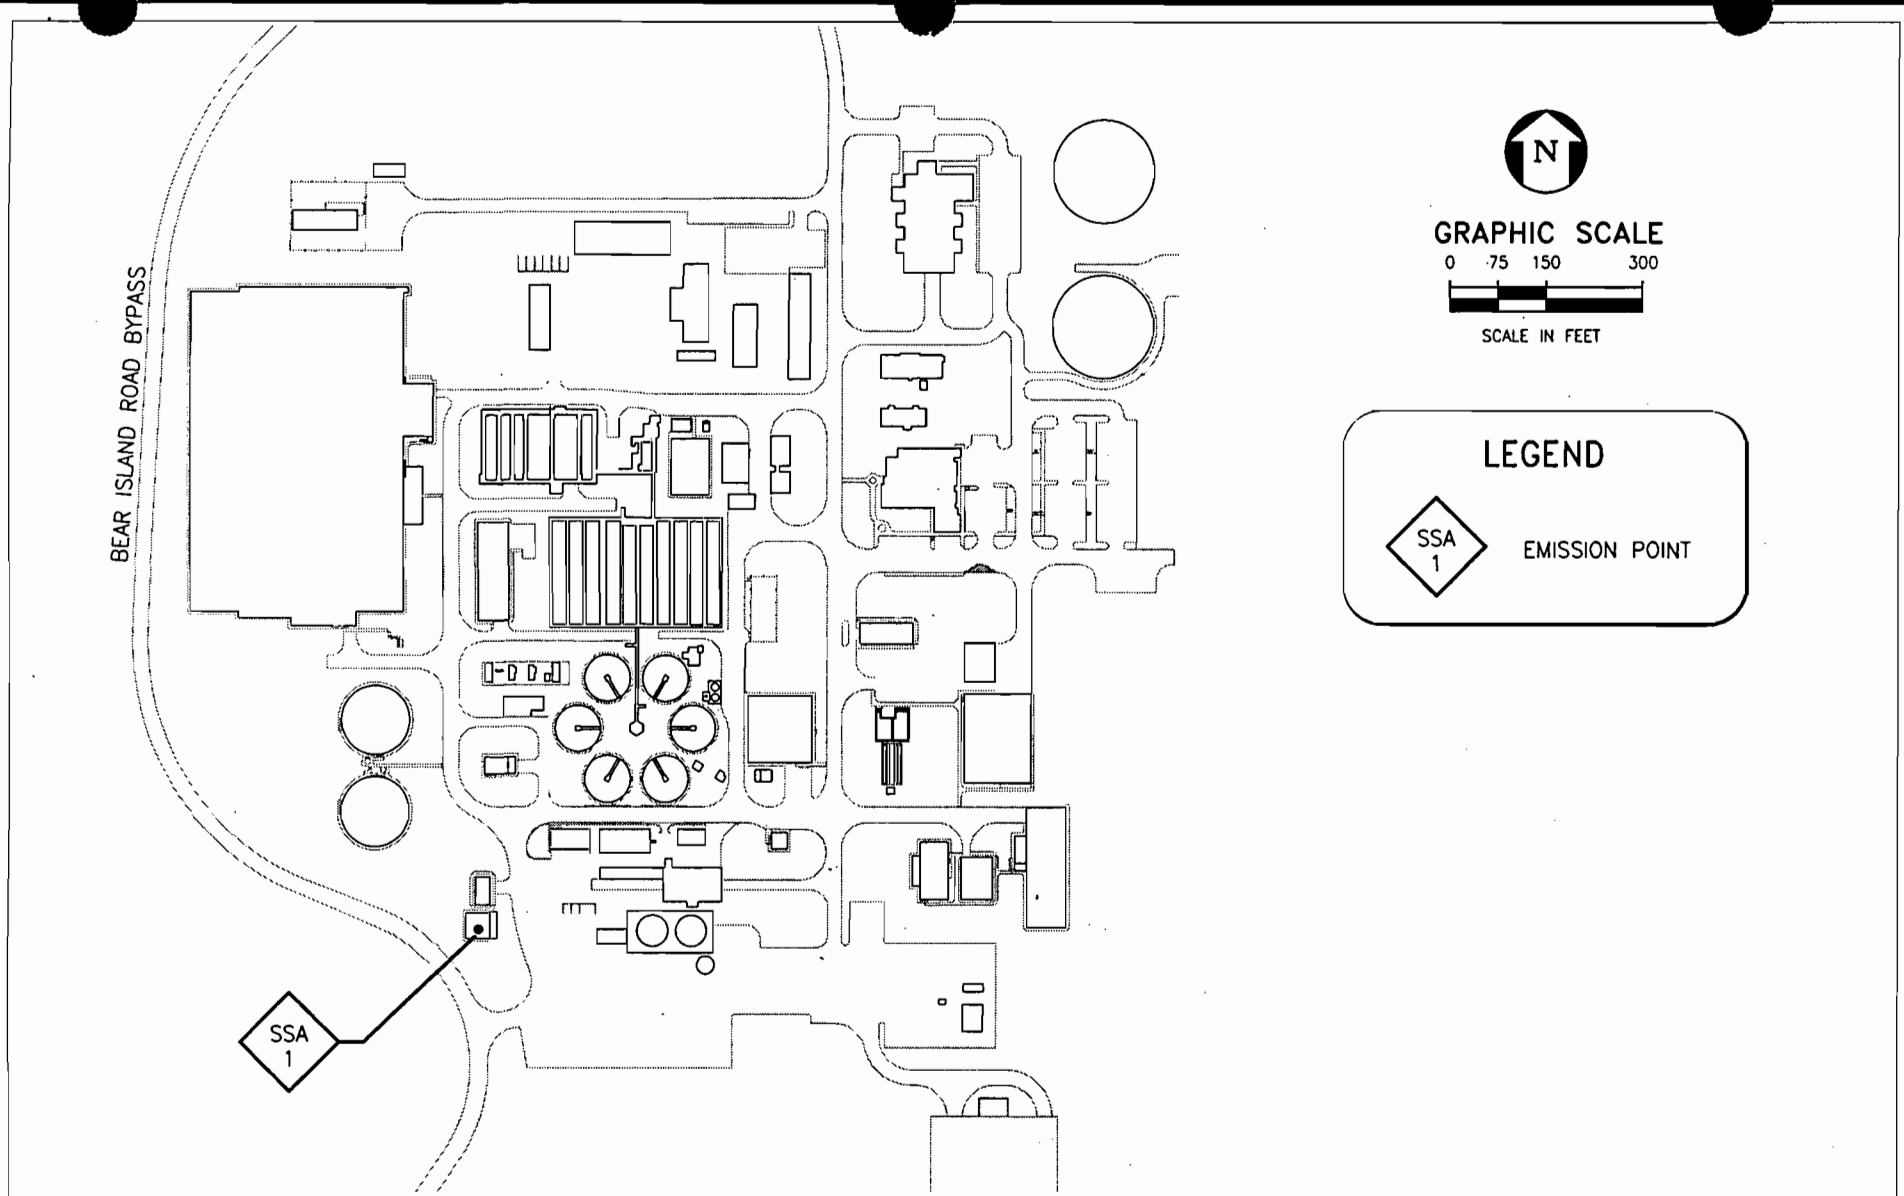 N
GRAPHIC SCALE
0 75 150 300
SCALE IN FEET
BEAR ISLAND ROAD BYPASS
LEGEND
SSA
1
EMISSION POINT
SSA
1